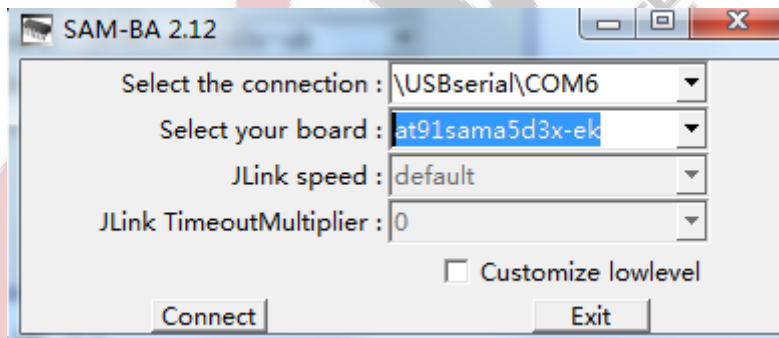 SAM-BA 2.12
Select the connection : \USBserial\COM6
Select your board : at91sama5d3x-ek
JLink speed : default
JLink TimeoutMultiplier : 0
Customize lowlevel
Connect Exit